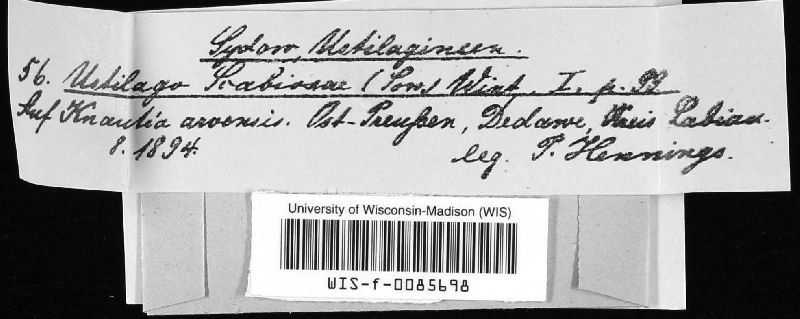 Sydow, Ustilagineen.
56. Ustilago Scabiosae (Sow.) Wint. I. p. 99
Auf Knautia arvensis. Ost-Preußen, Dedawe, Kreis Labiau.
8. 1894. leg. P. Hennings.
University of Wisconsin-Madison (WIS)
WIS-f-0085698